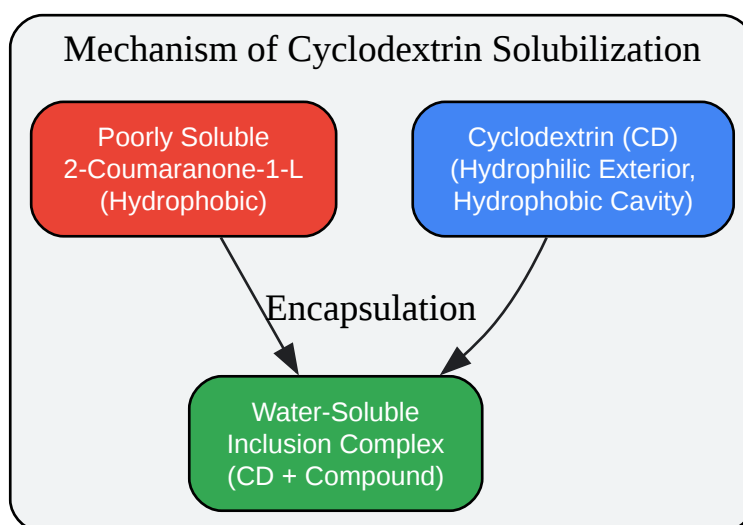 Mechanism of Cyclodextrin Solubilization
Poorly Soluble
2-Coumaranone-1-L
(Hydrophobic)
Cyclodextrin (CD)
(Hydrophilic Exterior,
Hydrophobic Cavity)
Encapsulation
Water-Soluble
Inclusion Complex
(CD + Compound)